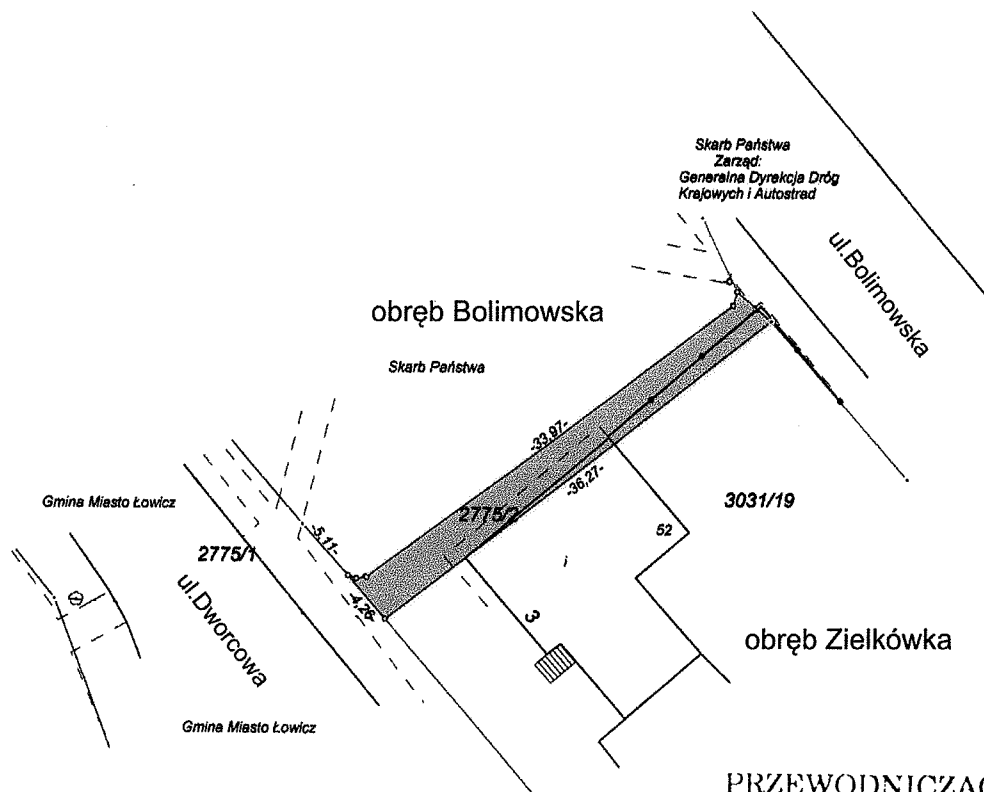 Skarb Państwa
Zarząd:
Generalna Dyrekcja Dróg
Krajowych i Autostrad
ul.Bolimowska
obręb Bolimowska
Skarb Państwa
-33,97-
-36,27-
2775/2
3031/19
52
Gmina Miasto Łowicz
2775/1
-5,11-
-4,26-
ul.Dworcowa
3
obręb Zielkówka
Gmina Miasto Łowicz